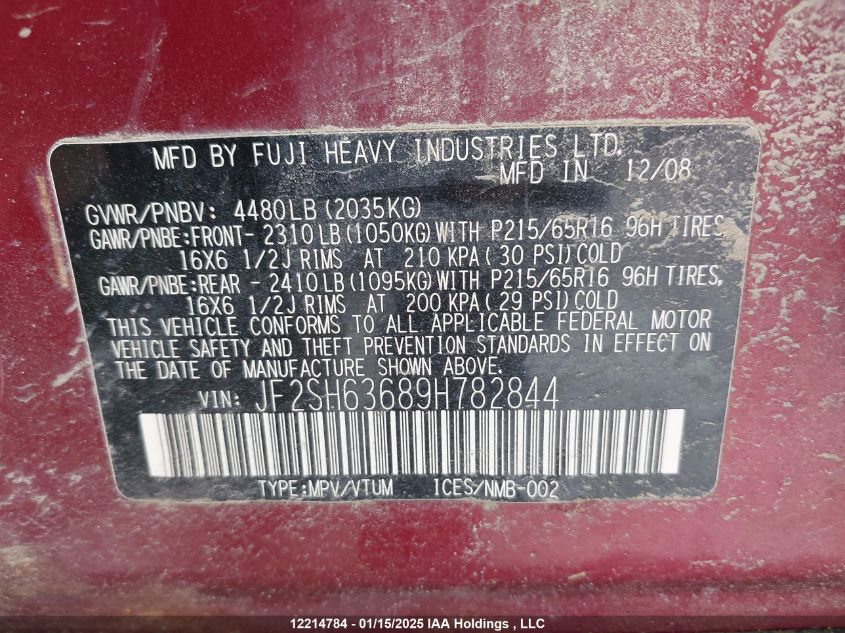 MFD BY FUJI HEAVY INDUSTRIES LTD.
MFD IN 12/08
GVWR/PNBV: 4480LB (2035KG)
GAWR/PNBE:FRONT- 2310LB(1050KG)WITH P215/65R16 96H TIRES,
16X6 1/2J RIMS AT 210 KPA( 30 PSI)COLD
GAWR/PNBE:REAR - 2410LB(1095KG)WITH P215/65R16 96H TIRES,
16X6 1/2J RIMS AT 200 KPA( 29 PSI)COLD
THIS VEHICLE CONFORMS TO ALL APPLICABLE FEDERAL MOTOR
VEHICLE SAFETY AND THEFT PREVENTION STANDARDS IN EFFECT ON
THE DATE OF MANUFACTURE SHOWN ABOVE.
VIN: JF2SH63689H782844
TYPE:MPV/VTUM ICES/NMB-002
12214784 - 01/15/2025 IAA Holdings , LLC